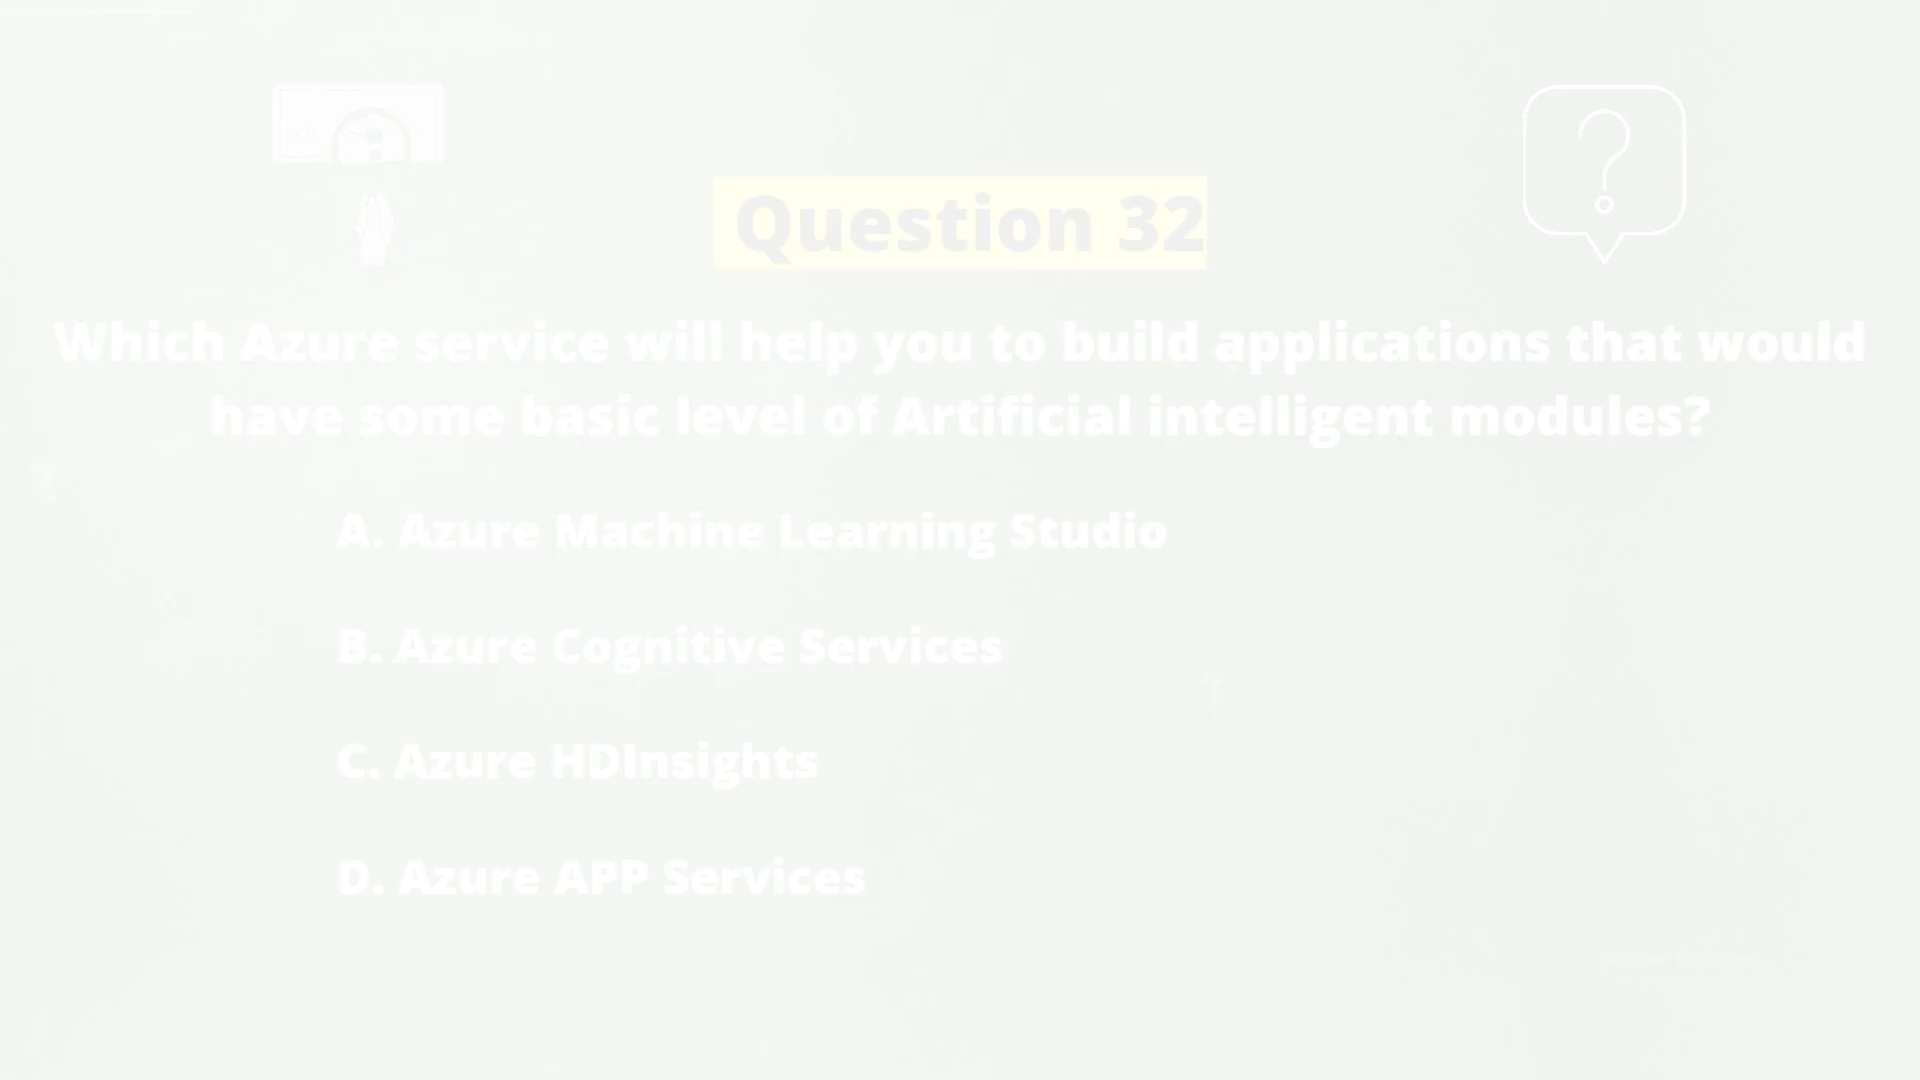 Question 32
Which Azure service will help you to build applications that would
have some basic level of Artificial intelligent modules?
A. Azure Machine Learning Studio
B. Azure Cognitive Services
C. Azure HDInsights
D. Azure APP Services